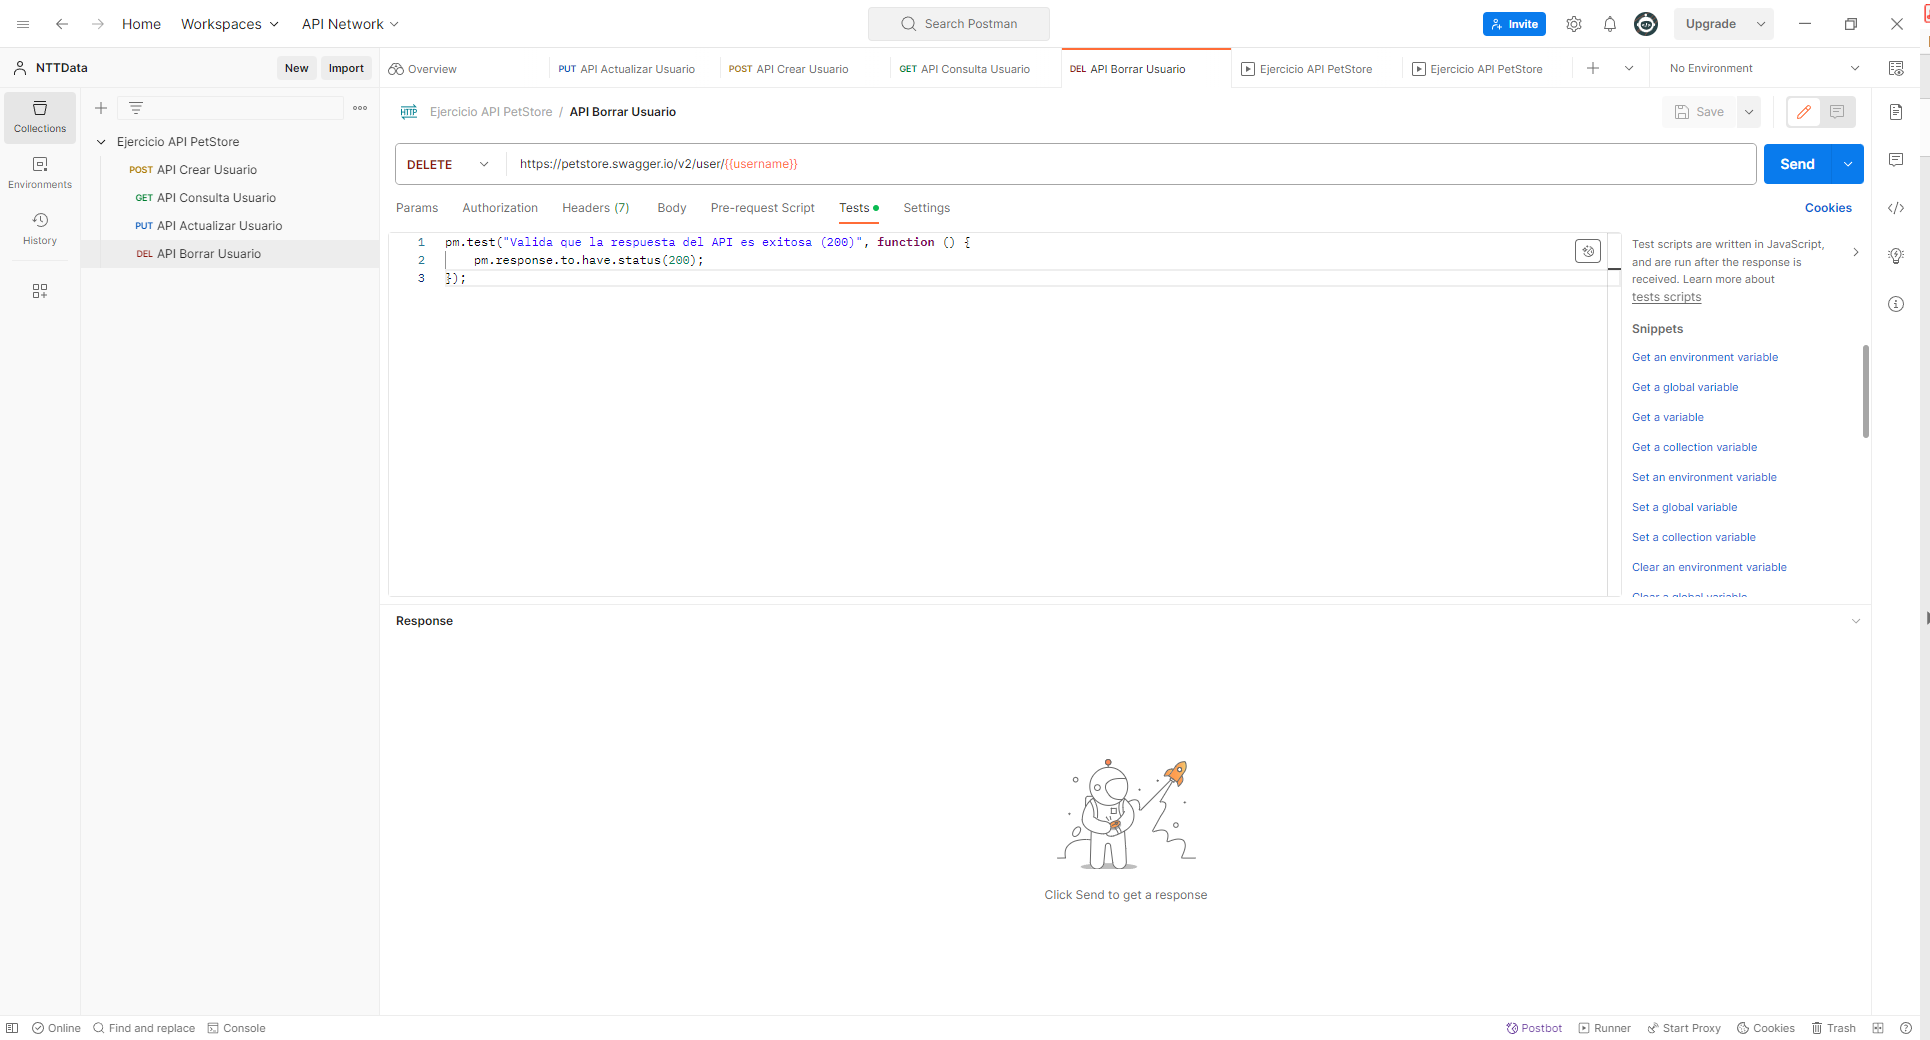 Home Workspaces API Network Search Postman Invite Upgrade
NTTData New Import Overview PUT API Actualizar Usuario POST API Crear Usuario GET API Consulta Usuario DEL API Borrar Usuario Ejercicio API PetStore Ejercicio API PetStore No Environment
Collections
Environments
History
Ejercicio API PetStore
POST API Crear Usuario
GET API Consulta Usuario
PUT API Actualizar Usuario
DEL API Borrar Usuario
HTTP Ejercicio API PetStore / API Borrar Usuario Save
DELETE https://petstore.swagger.io/v2/user/{{username}} Send
Params Authorization Headers (7) Body Pre-request Script Tests Settings Cookies
1 pm.test("Valida que la respuesta del API es exitosa (200)", function () {
2 pm.response.to.have.status(200);
3 });
Test scripts are written in JavaScript,
and are run after the response is
received. Learn more about
tests scripts
Snippets
Get an environment variable
Get a global variable
Get a variable
Get a collection variable
Set an environment variable
Set a global variable
Set a collection variable
Clear an environment variable
Clear a global variable
Response
Click Send to get a response
Online Find and replace Console Postbot Runner Start Proxy Cookies Trash